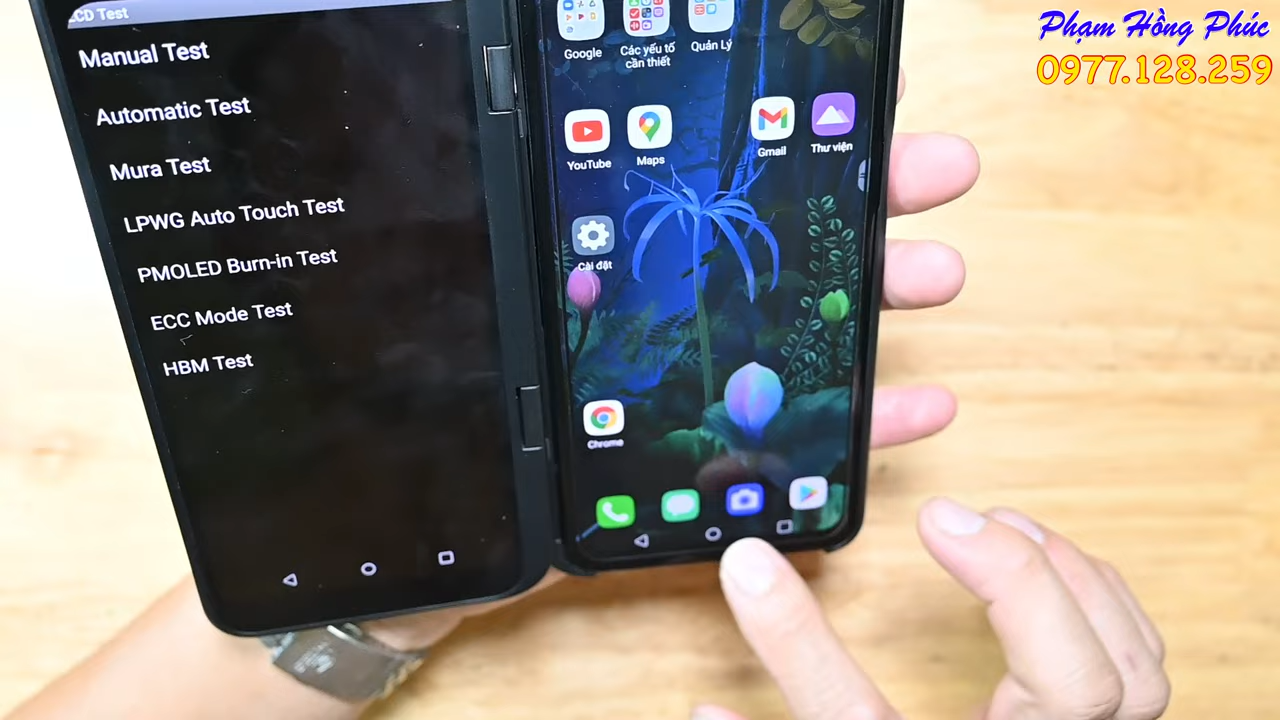 LCD Test
Manual Test
Automatic Test
Mura Test
LPWG Auto Touch Test
PMOLED Burn-in Test
ECC Mode Test
HBM Test
Google
Các yếu tố
cần thiết
Quản Lý
YouTube
Maps
Gmail
Thư viện
Cài đặt
Chrome
Phạm Hồng Phúc
0977.128.259